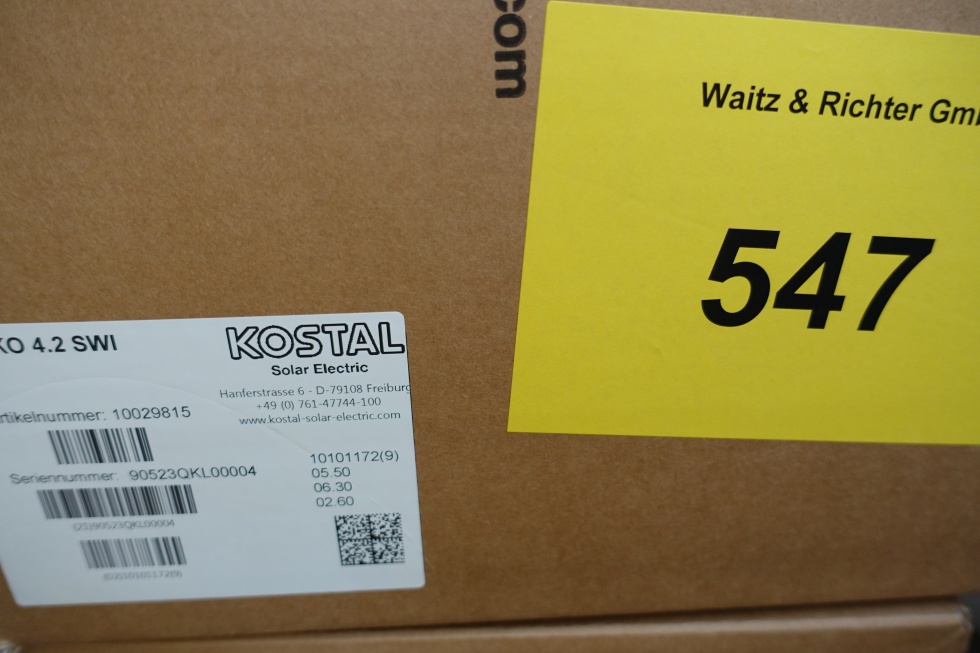 com
Waitz & Richter Gm
547
KO 4.2 SWI
KOSTAL
Solar Electric
Hanferstrasse 6 - D-79108 Freiburg
+49 (0) 761-47744-100
www.kostal-solar-electric.com
rtikelnummer: 10029815
Seriennummer: 90523QKL00004
(21)90523QKL00004
10101172(9)
05.50
06.30
02.60